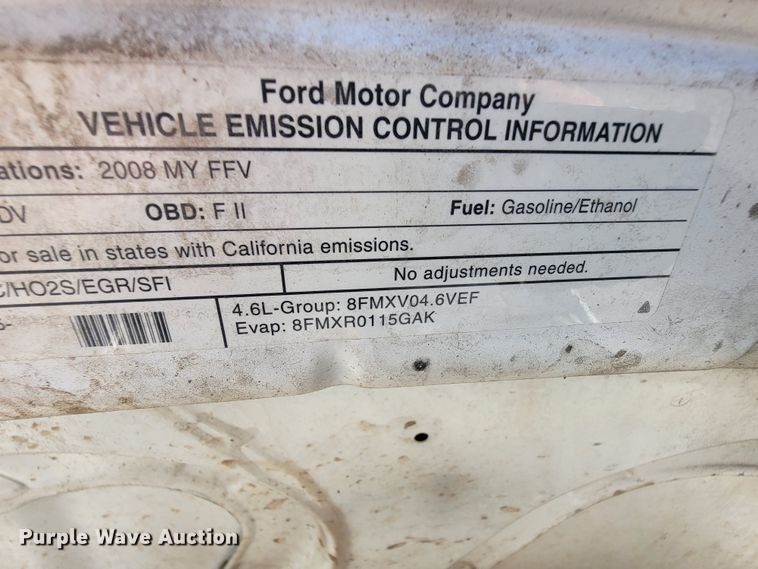 Ford Motor Company
VEHICLE EMISSION CONTROL INFORMATION
ations: 2008 MY FFV
DV OBD: F II Fuel: Gasoline/Ethanol
or sale in states with California emissions.
C/HO2S/EGR/SFI No adjustments needed.
4.6L-Group: 8FMXV04.6VEF
Evap: 8FMXR0115GAK
Purple Wave Auction